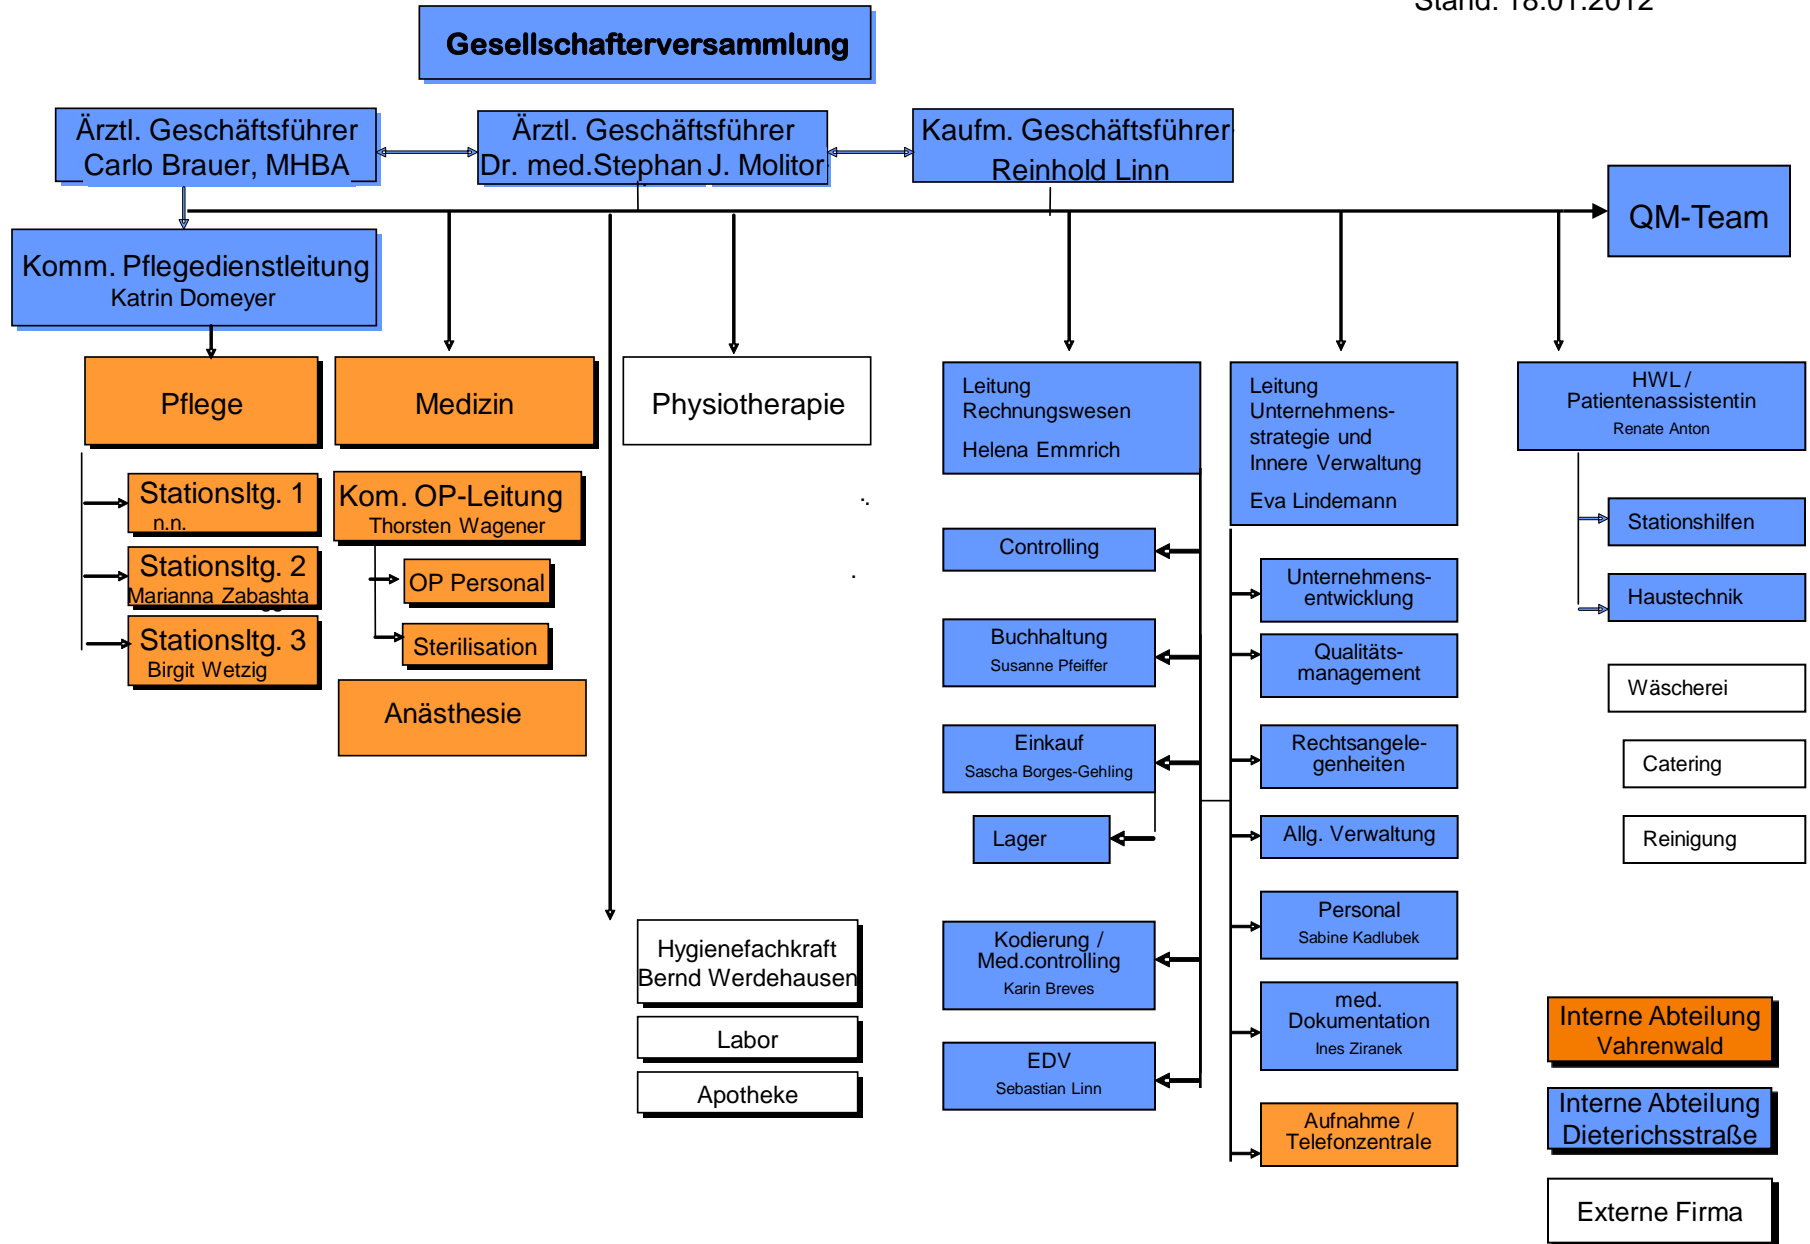 Stand: 18.01.2012
Gesellschafterversammlung
Ärztl. Geschäftsführer
Carlo Brauer, MHBA
Ärztl. Geschäftsführer
Dr. med.Stephan J. Molitor
Kaufm. Geschäftsführer
Reinhold Linn
QM-Team
Komm. Pflegedienstleitung
Katrin Domeyer
Pflege
Medizin
Physiotherapie
Leitung
Rechnungswesen
Helena Emmrich
Leitung
Unternehmens-
strategie und
Innere Verwaltung
Eva Lindemann
HWL /
Patientenassistentin
Renate Anton
Stationsltg. 1
n.n.
Stationsltg. 2
Marianna Zabashta
Stationsltg. 3
Birgit Wetzig
Kom. OP-Leitung
Thorsten Wagener
OP Personal
Sterilisation
Anästhesie
Hygienefachkraft
Bernd Werdehausen
Labor
Apotheke
Controlling
Buchhaltung
Susanne Pfeiffer
Einkauf
Sascha Borges-Gehling
Lager
Kodierung /
Med.controlling
Karin Breves
EDV
Sebastian Linn
Unternehmens-
entwicklung
Qualitäts-
management
Rechtsangele-
genheiten
Allg. Verwaltung
Personal
Sabine Kadlubek
med.
Dokumentation
Ines Ziranek
Aufnahme /
Telefonzentrale
Stationshilfen
Haustechnik
Wäscherei
Catering
Reinigung
Interne Abteilung
Vahrenwald
Interne Abteilung
Dieterichsstraße
Externe Firma